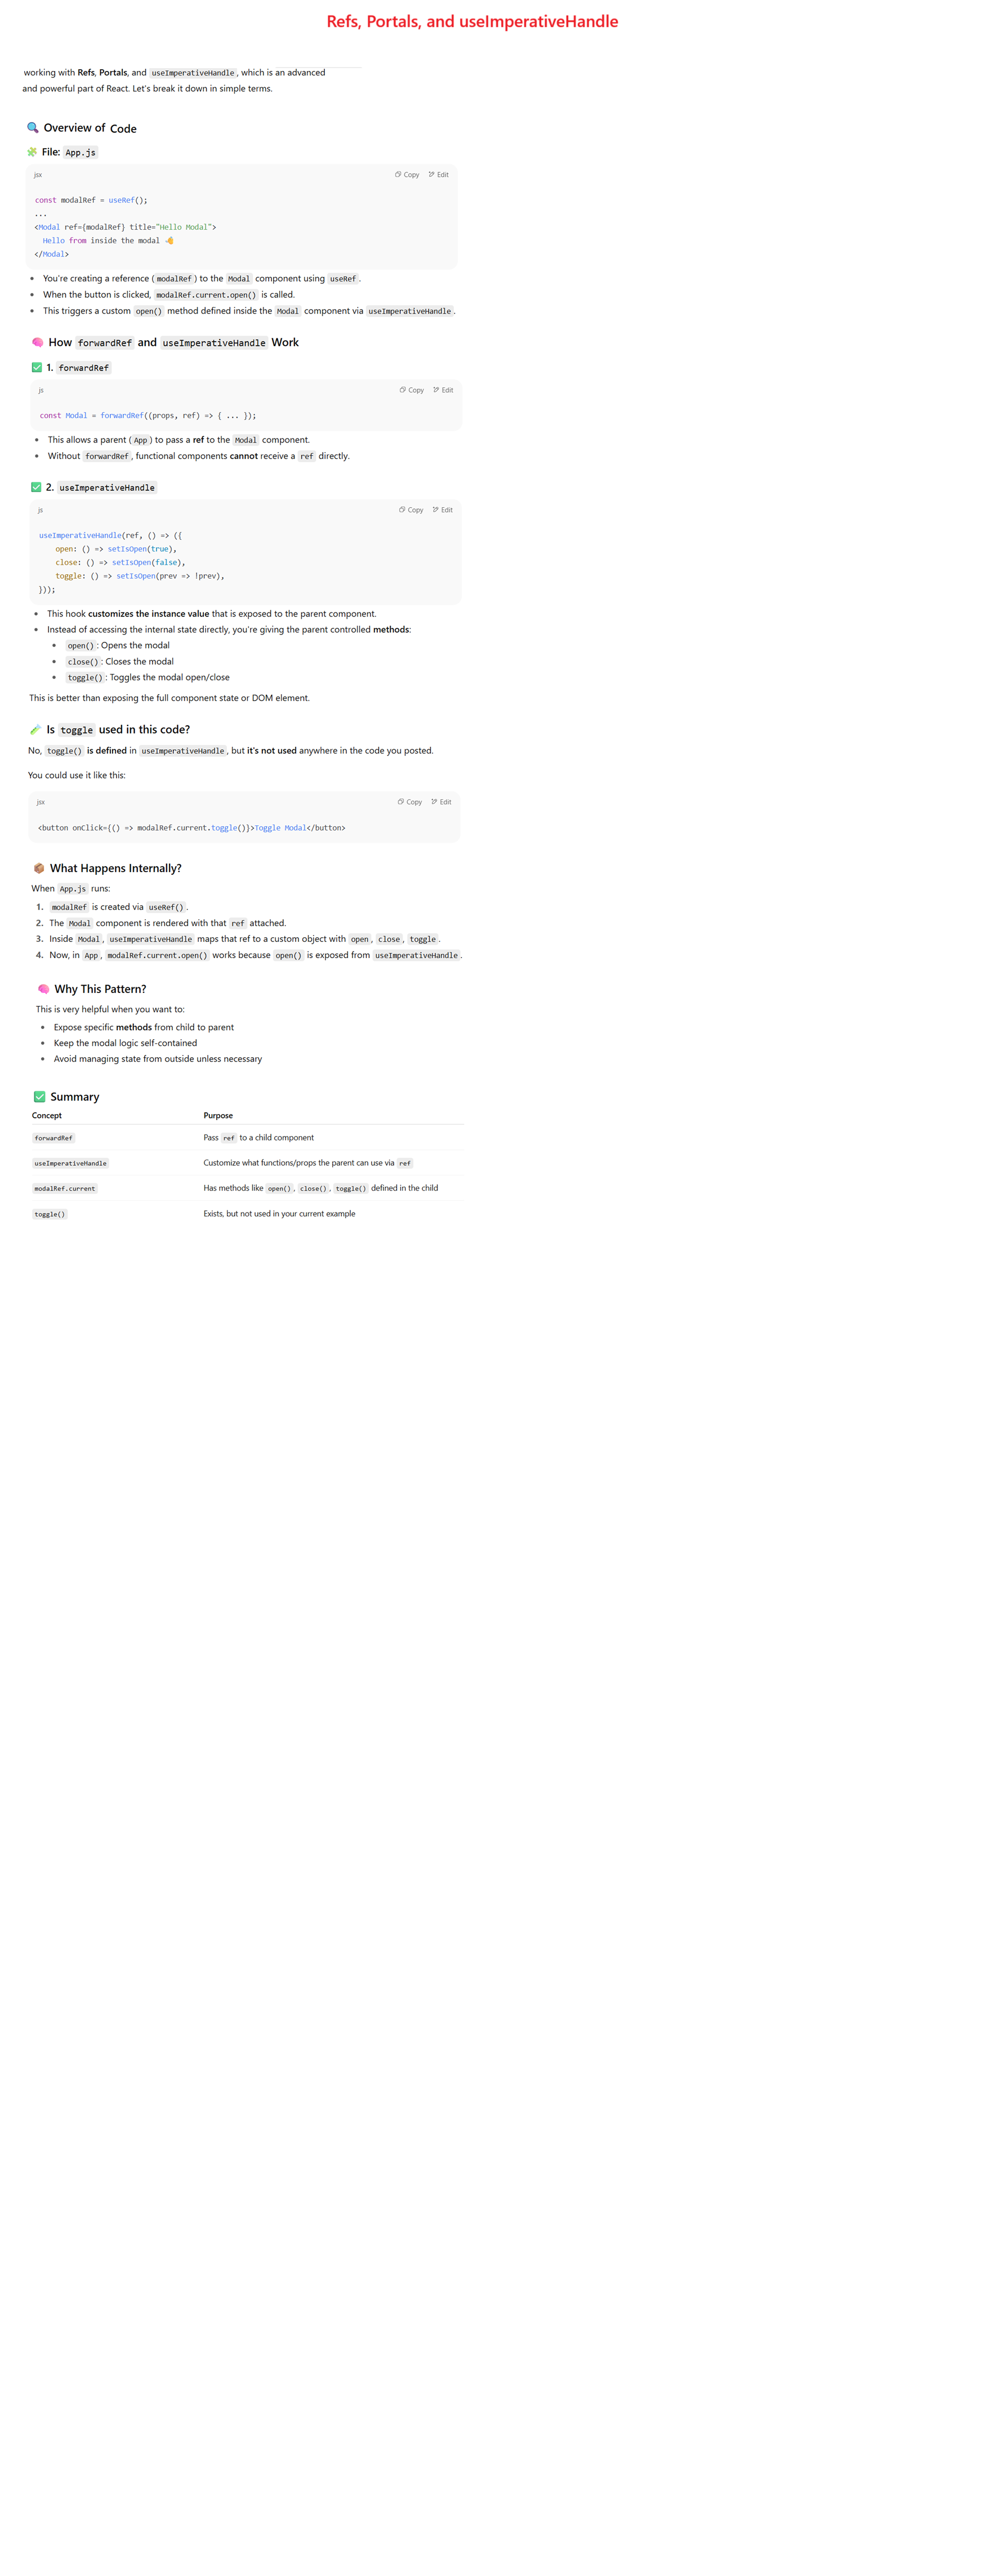 Refs, Portals, and useImperativeHandle
working with Refs, Portals, and useImperativeHandle, which is an advanced
and powerful part of React. Let's break it down in simple terms.
🔍 Overview of Code
🧩 File: App.js
jsx Copy Edit
const modalRef = useRef();
...
<Modal ref={modalRef} title="Hello Modal">
  Hello from inside the modal 👋
</Modal>
• You're creating a reference (modalRef) to the Modal component using useRef.
• When the button is clicked, modalRef.current.open() is called.
• This triggers a custom open() method defined inside the Modal component via useImperativeHandle.
🧠 How forwardRef and useImperativeHandle Work
✅ 1. forwardRef
js Copy Edit
const Modal = forwardRef((props, ref) => { ... });
• This allows a parent (App) to pass a ref to the Modal component.
• Without forwardRef, functional components cannot receive a ref directly.
✅ 2. useImperativeHandle
js Copy Edit
useImperativeHandle(ref, () => ({
    open: () => setIsOpen(true),
    close: () => setIsOpen(false),
    toggle: () => setIsOpen(prev => !prev),
}));
• This hook customizes the instance value that is exposed to the parent component.
• Instead of accessing the internal state directly, you're giving the parent controlled methods:
• open(): Opens the modal
• close(): Closes the modal
• toggle(): Toggles the modal open/close
This is better than exposing the full component state or DOM element.
🧪 Is toggle used in this code?
No, toggle() is defined in useImperativeHandle, but it's not used anywhere in the code you posted.
You could use it like this:
jsx Copy Edit
<button onClick={() => modalRef.current.toggle()}>Toggle Modal</button>
📦 What Happens Internally?
When App.js runs:
1. modalRef is created via useRef().
2. The Modal component is rendered with that ref attached.
3. Inside Modal, useImperativeHandle maps that ref to a custom object with open, close, toggle.
4. Now, in App, modalRef.current.open() works because open() is exposed from useImperativeHandle.
🧠 Why This Pattern?
This is very helpful when you want to:
• Expose specific methods from child to parent
• Keep the modal logic self-contained
• Avoid managing state from outside unless necessary
✅ Summary
Concept Purpose
forwardRef Pass ref to a child component
useImperativeHandle Customize what functions/props the parent can use via ref
modalRef.current Has methods like open(), close(), toggle() defined in the child
toggle() Exists, but not used in your current example